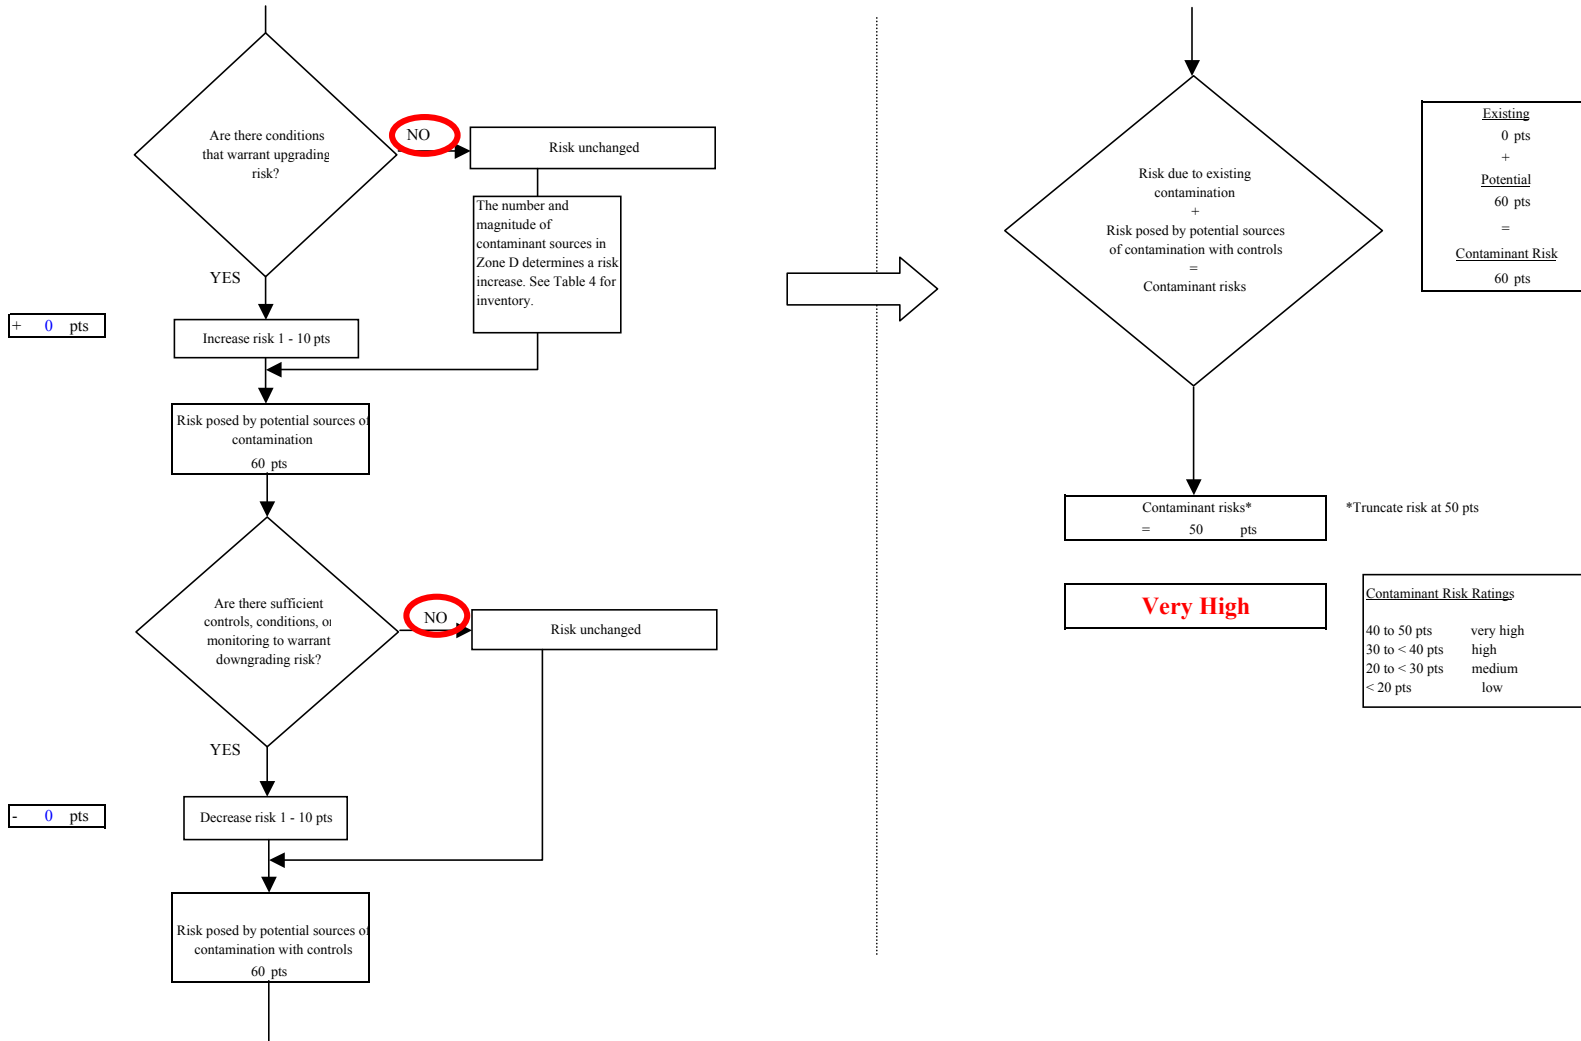 Are there conditions
that warrant upgrading
risk?
NO
Risk unchanged
The number and
magnitude of
contaminant sources in
Zone D determines a risk
increase. See Table 4 for
inventory.
YES
+ 0 pts
Increase risk 1 - 10 pts
Risk posed by potential sources of
contamination
60 pts
Are there sufficient
controls, conditions, or
monitoring to warrant
downgrading risk?
NO
Risk unchanged
YES
- 0 pts
Decrease risk 1 - 10 pts
Risk posed by potential sources of
contamination with controls
60 pts
Risk due to existing
contamination
+
Risk posed by potential sources
of contamination with controls
=
Contaminant risks
Existing
0 pts
+
Potential
60 pts
=
Contaminant Risk
60 pts
Contaminant risks*
= 50 pts
*Truncate risk at 50 pts
Very High
Contaminant Risk Ratings
40 to 50 pts very high
30 to < 40 pts high
20 to < 30 pts medium
< 20 pts low